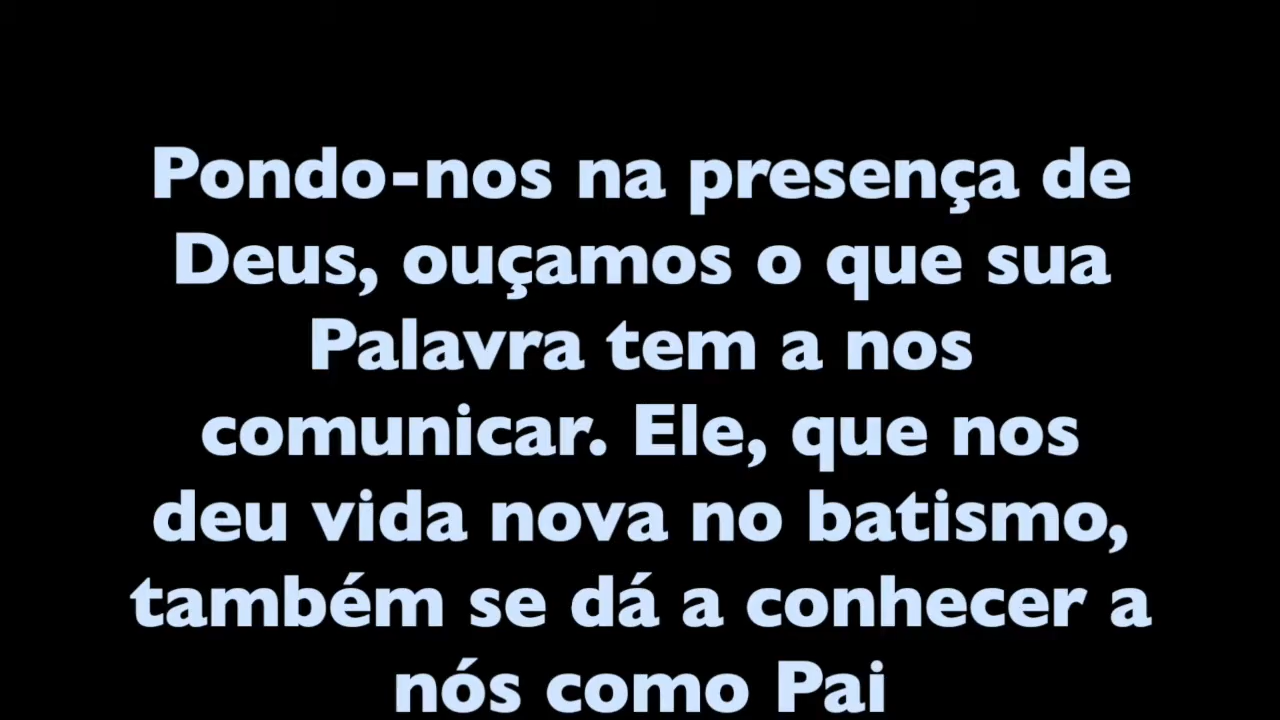 Pondo-nos na presença de
Deus, ouçamos o que sua
Palavra tem a nos
comunicar. Ele, que nos
deu vida nova no batismo,
também se dá a conhecer a
nós como Pai